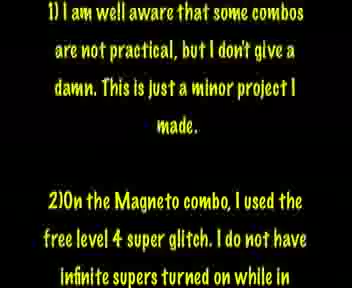 1) I am well aware that some combos
are not practical, but I don't give a
damn. This is just a minor project I
made.
2)On the Magneto combo, I used the
free level 4 super glitch. I do not have
infinite supers turned on while in